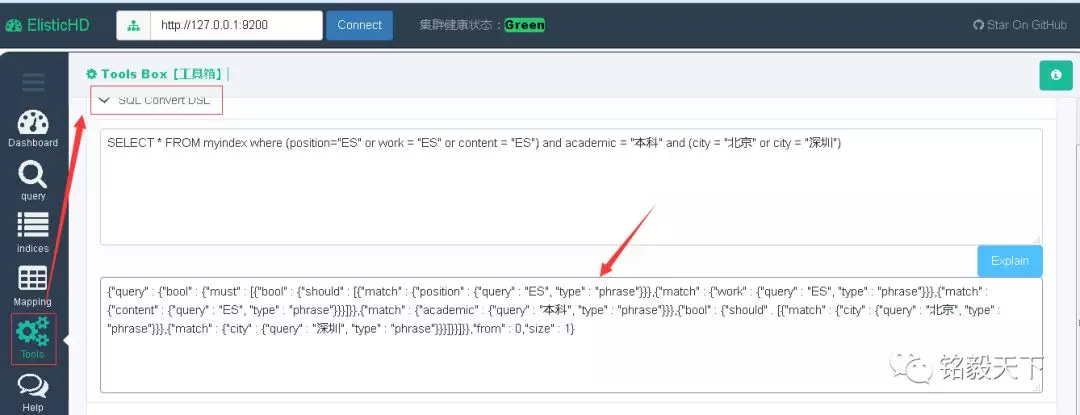 ElisticHD
http://127.0.0.1:9200
Connect
集群健康状态：Green
Star On GitHub
Tools Box【工具箱】
SQL Convert DSL
Dashboard
query
indices
Mapping
Tools
Help
SELECT * FROM myindex where (position="ES" or work = "ES" or content = "ES") and academic = "本科" and (city = "北京" or city = "深圳")
Explain
{"query" : {"bool" : {"must" : [{"bool" : {"should" : [{"match" : {"position" : {"query" : "ES", "type" : "phrase"}}},{"match" : {"work" : {"query" : "ES", "type" : "phrase"}}},{"match" :
{"content" : {"query" : "ES", "type" : "phrase"}}}]}},{"match" : {"academic" : {"query" : "本科", "type" : "phrase"}}},{"bool" : {"should" : [{"match" : {"city" : {"query" : "北京", "type" :
"phrase"}}},{"match" : {"city" : {"query" : "深圳", "type" : "phrase"}}}]}}]}},"from" : 0,"size" : 1}
铭毅天下